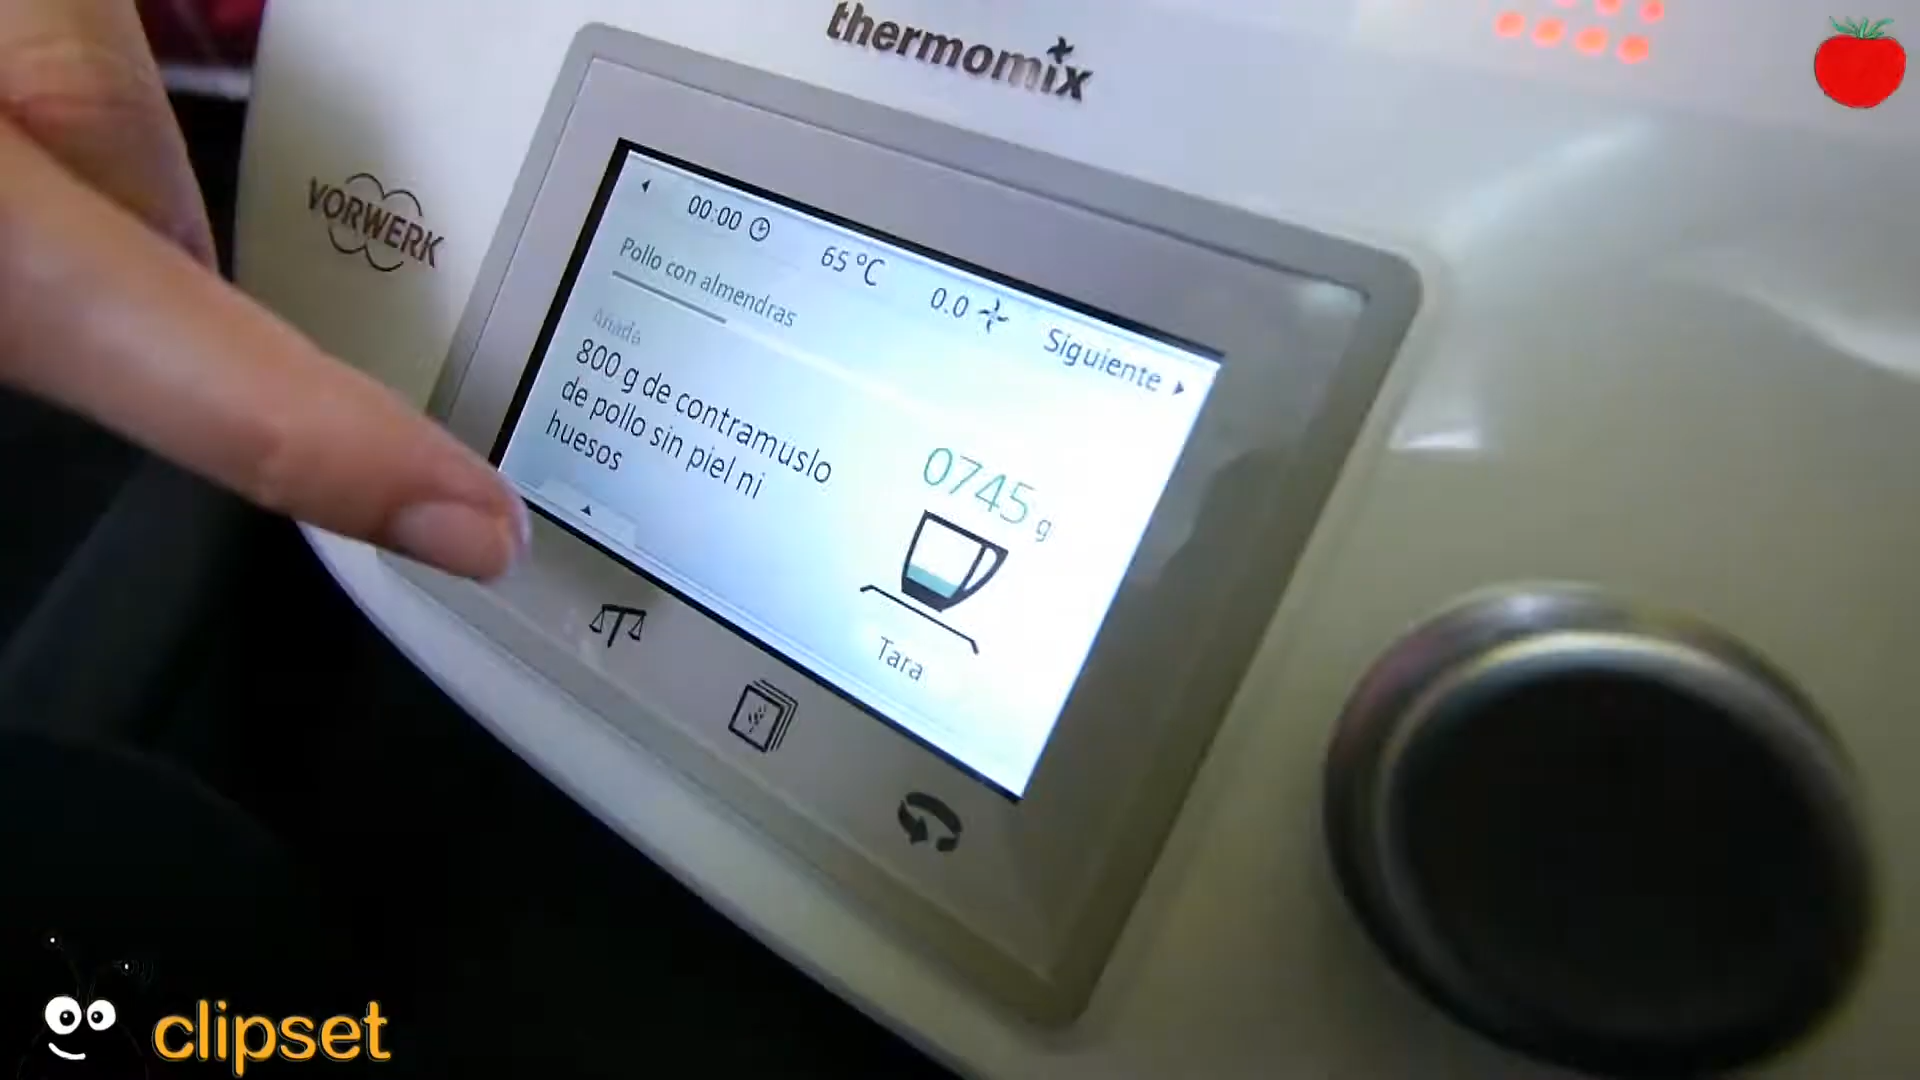 thermomix
VORWERK
00:00
65 °C
0.0
Siguiente
Pollo con almendras
Añada
800 g de contramuslo
de pollo sin piel ni
huesos
0745 g
Tara
clipset